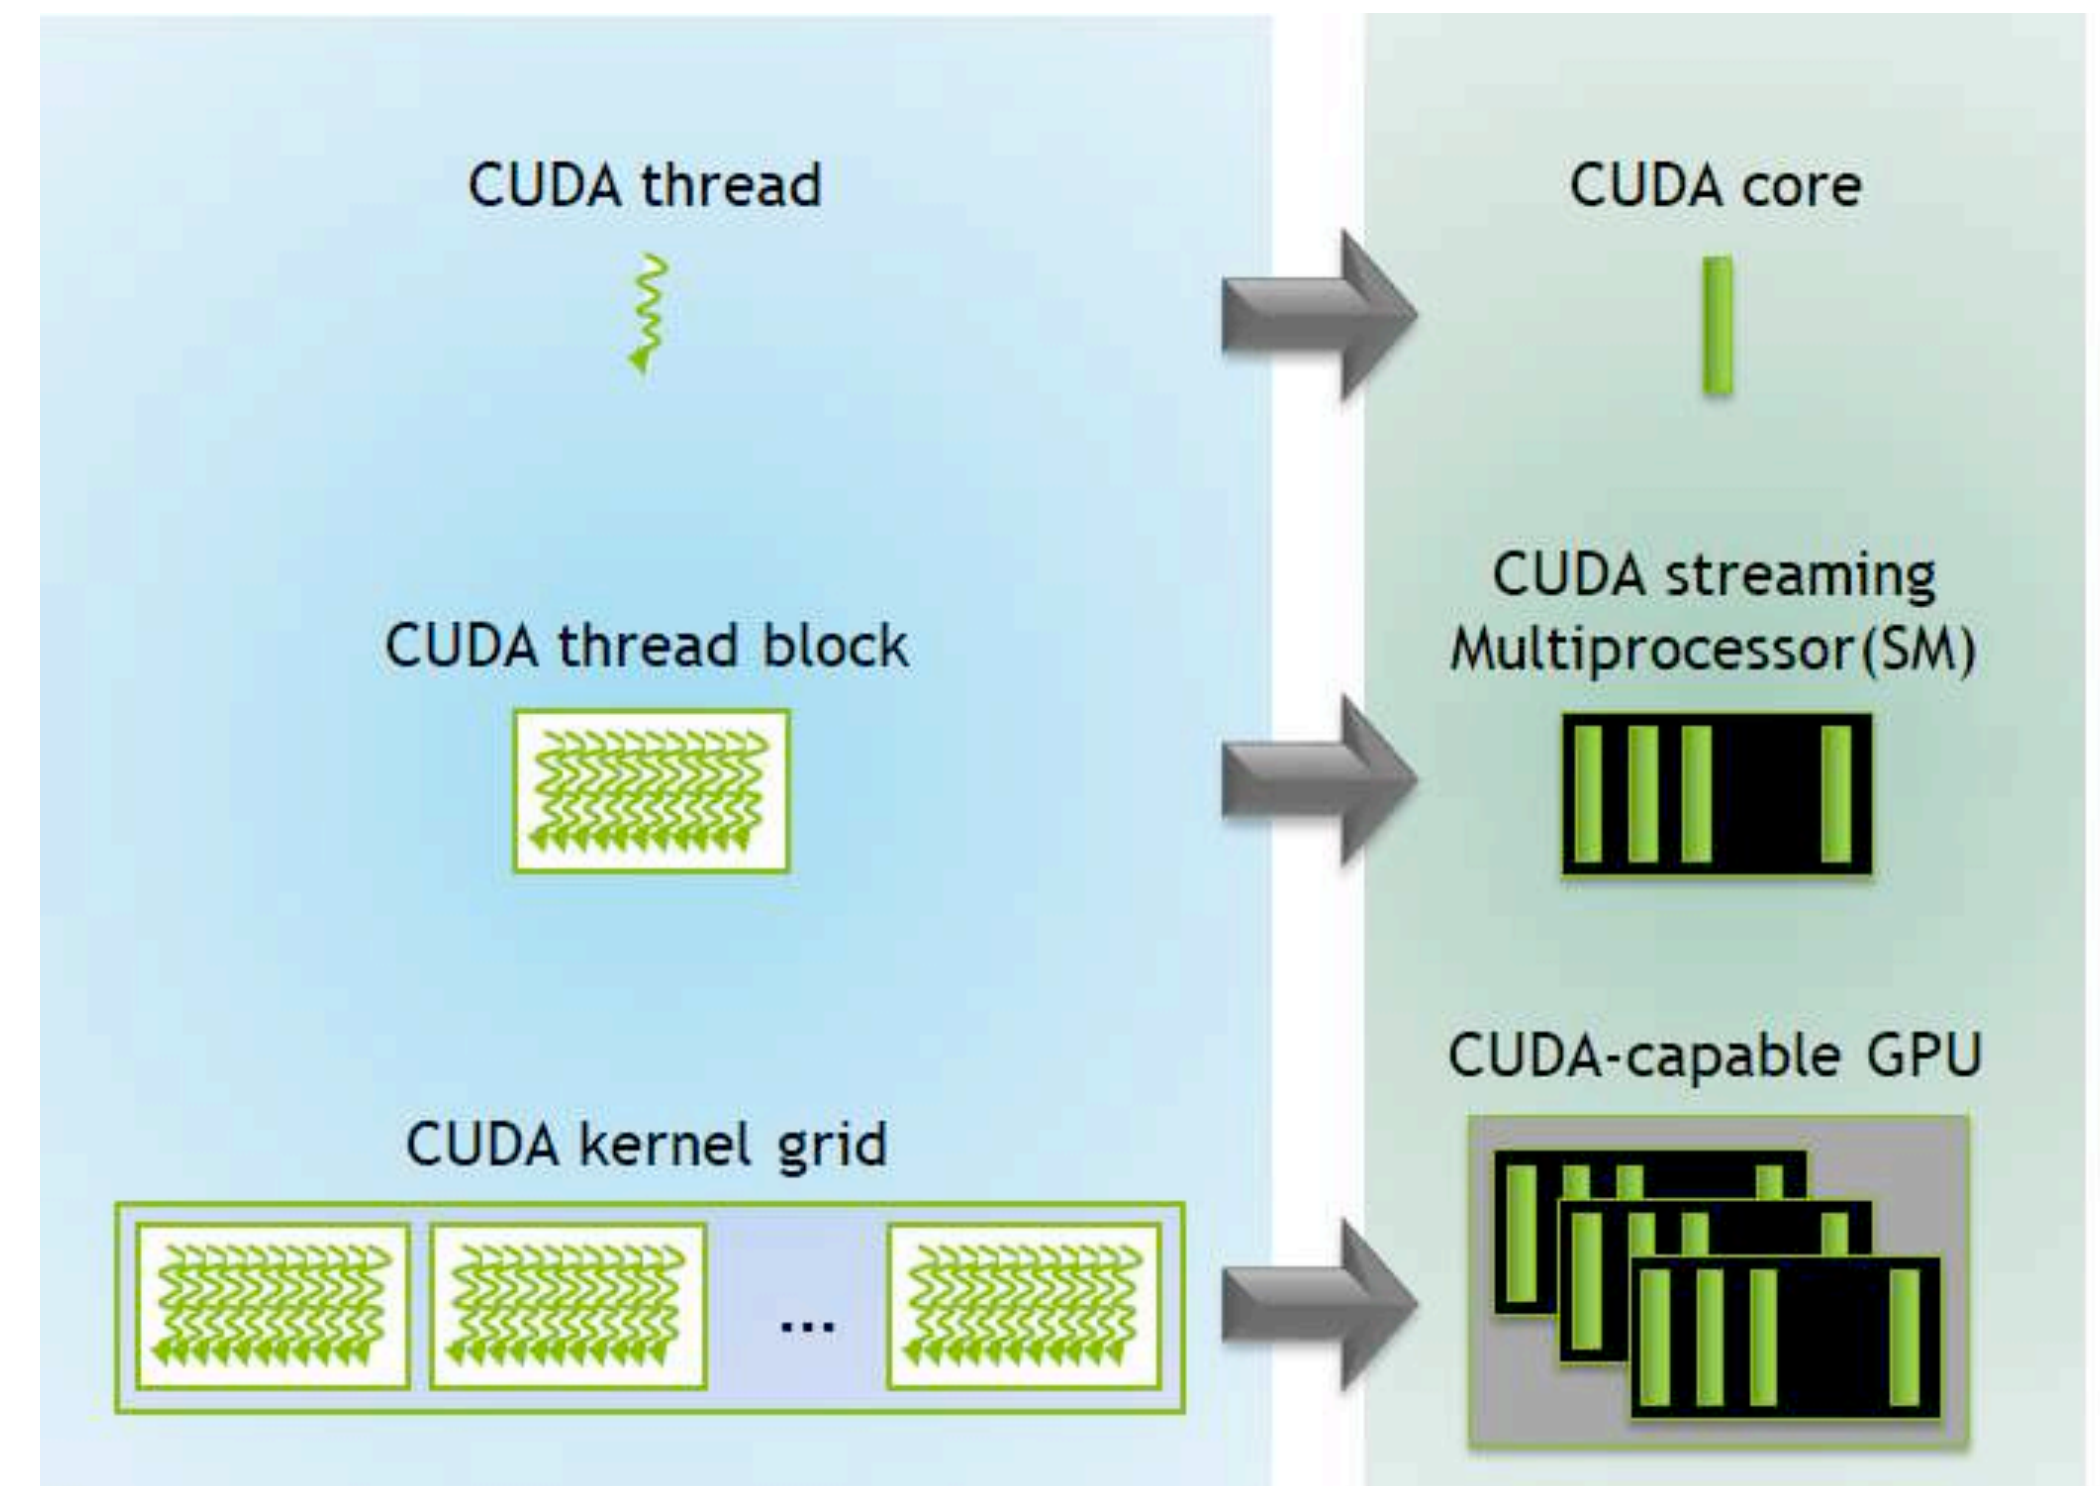 CUDA thread
CUDA core
CUDA thread block
CUDA streaming
Multiprocessor(SM)
CUDA kernel grid
...
CUDA-capable GPU